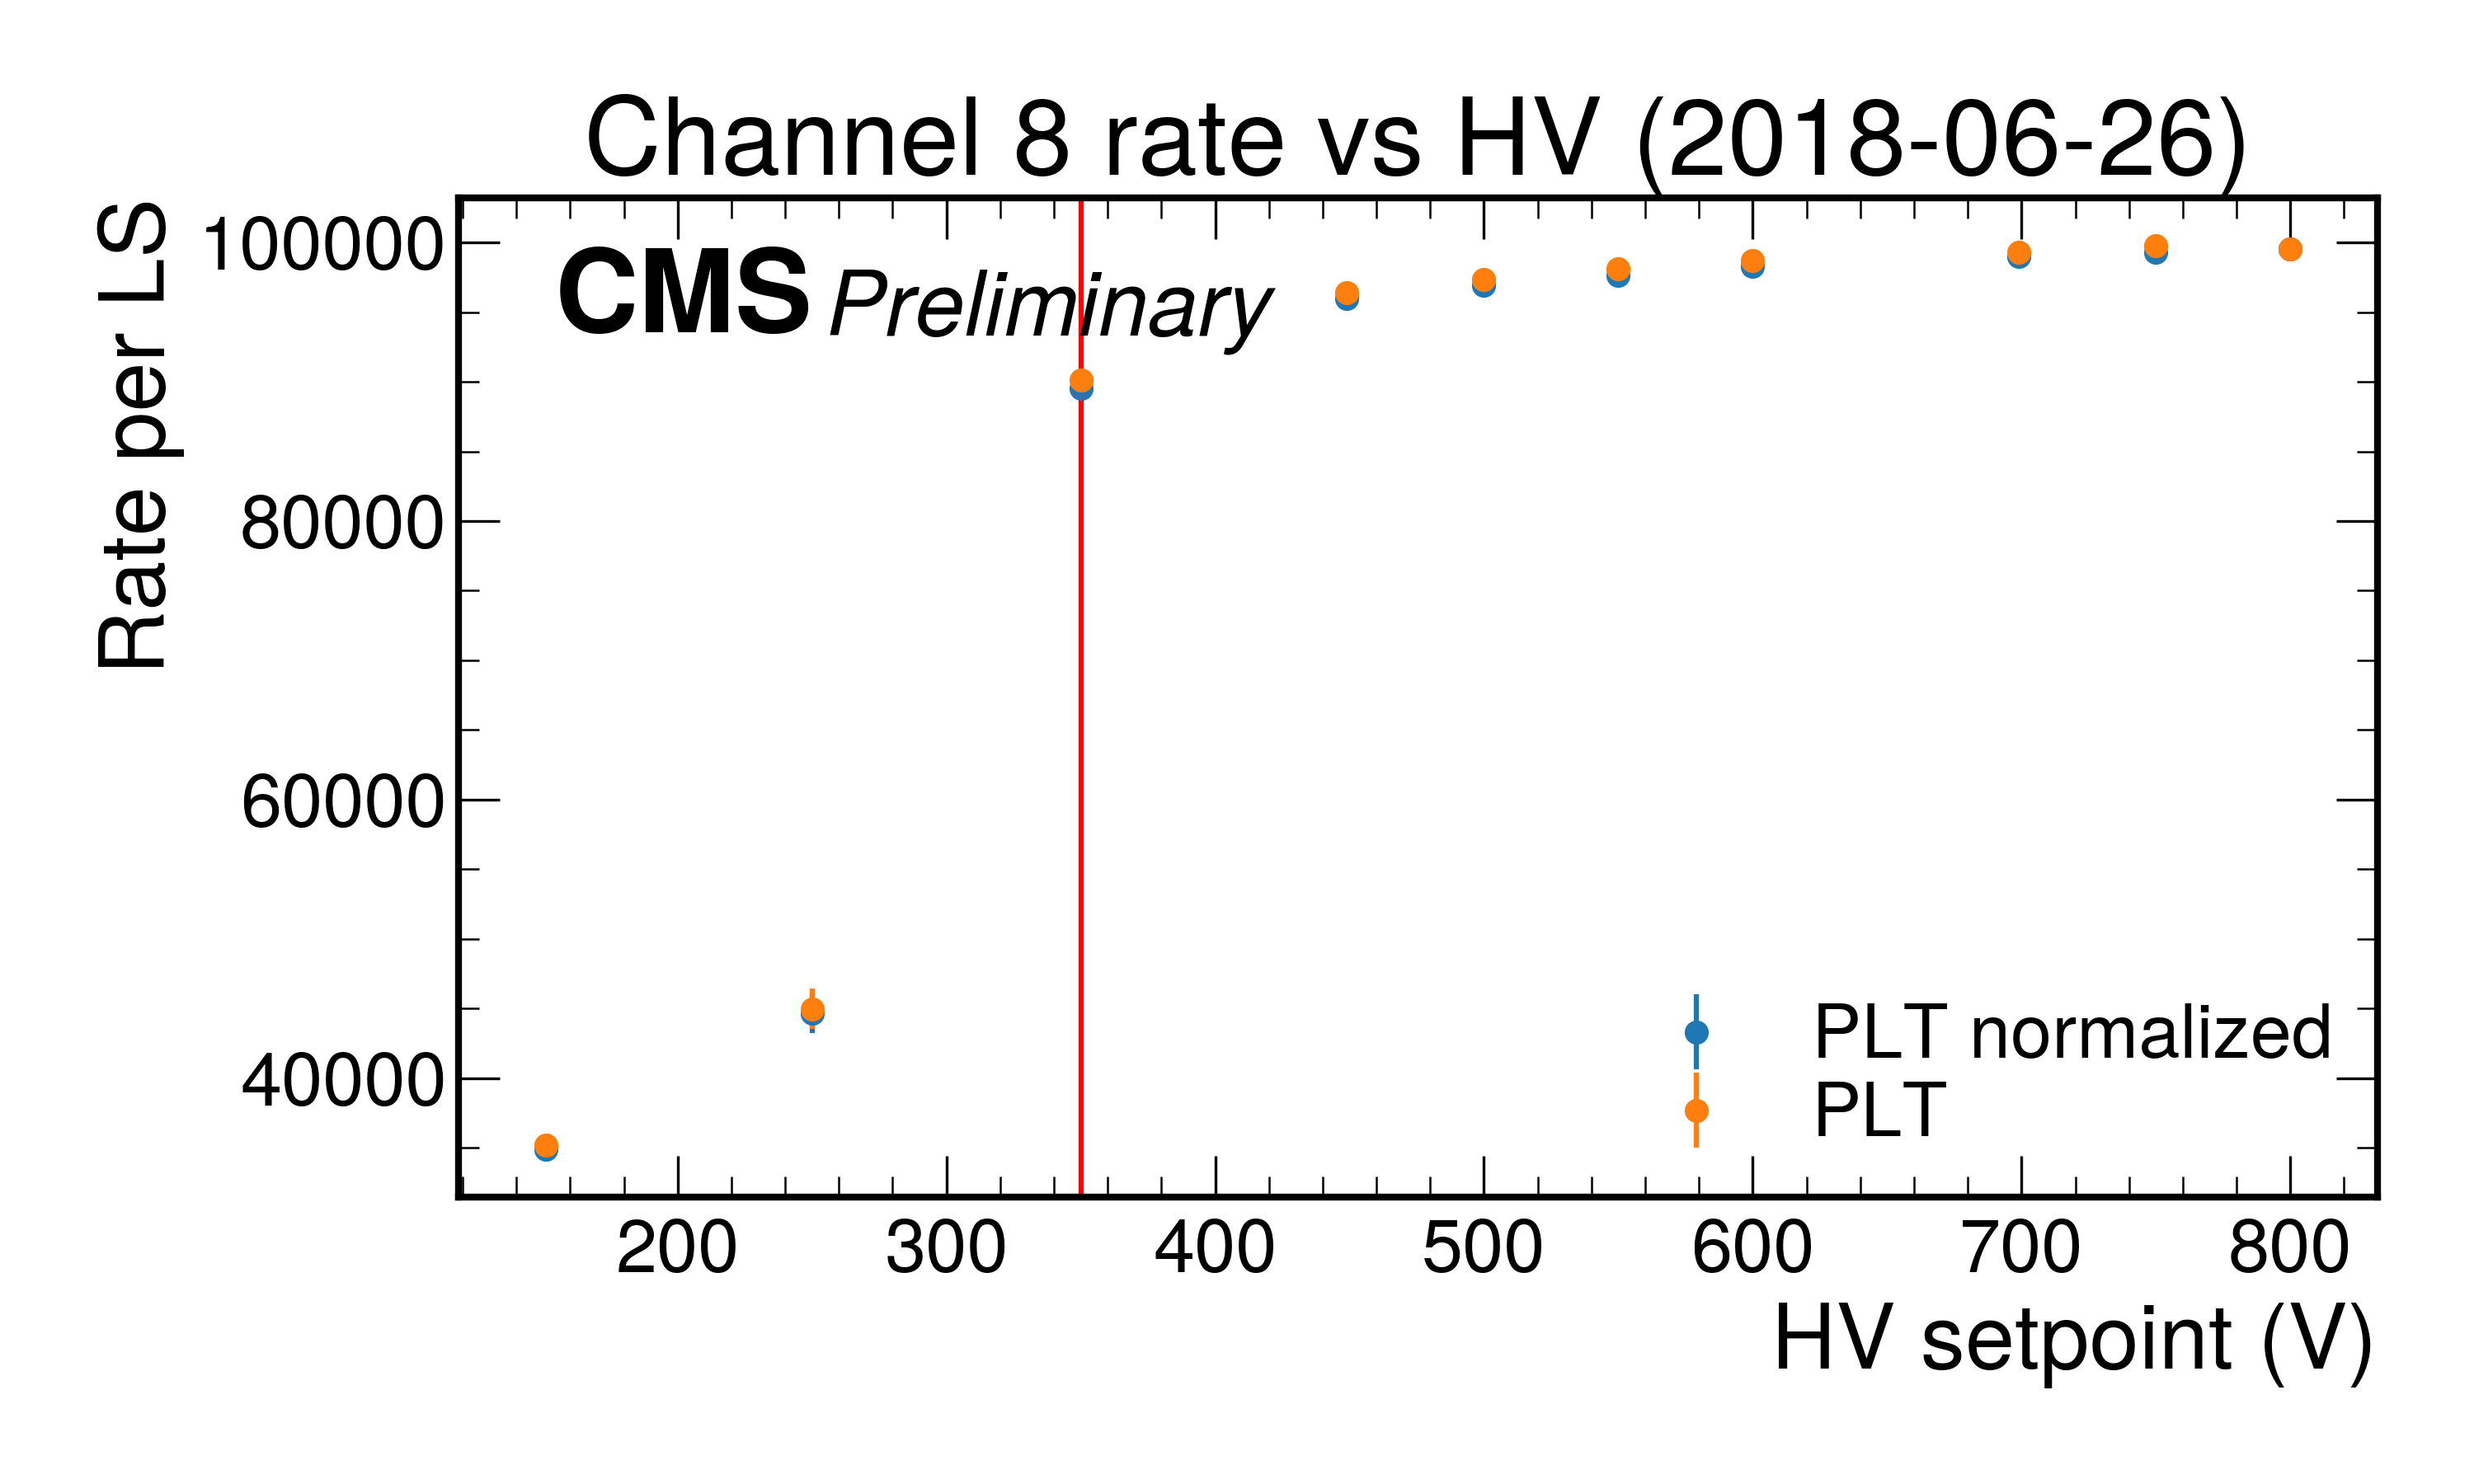 Channel 8 rate vs HV (2018-06-26)
Rate per LS
CMS Preliminary
100000
80000
60000
40000
PLT normalized
PLT
200 300 400 500 600 700 800
HV setpoint (V)